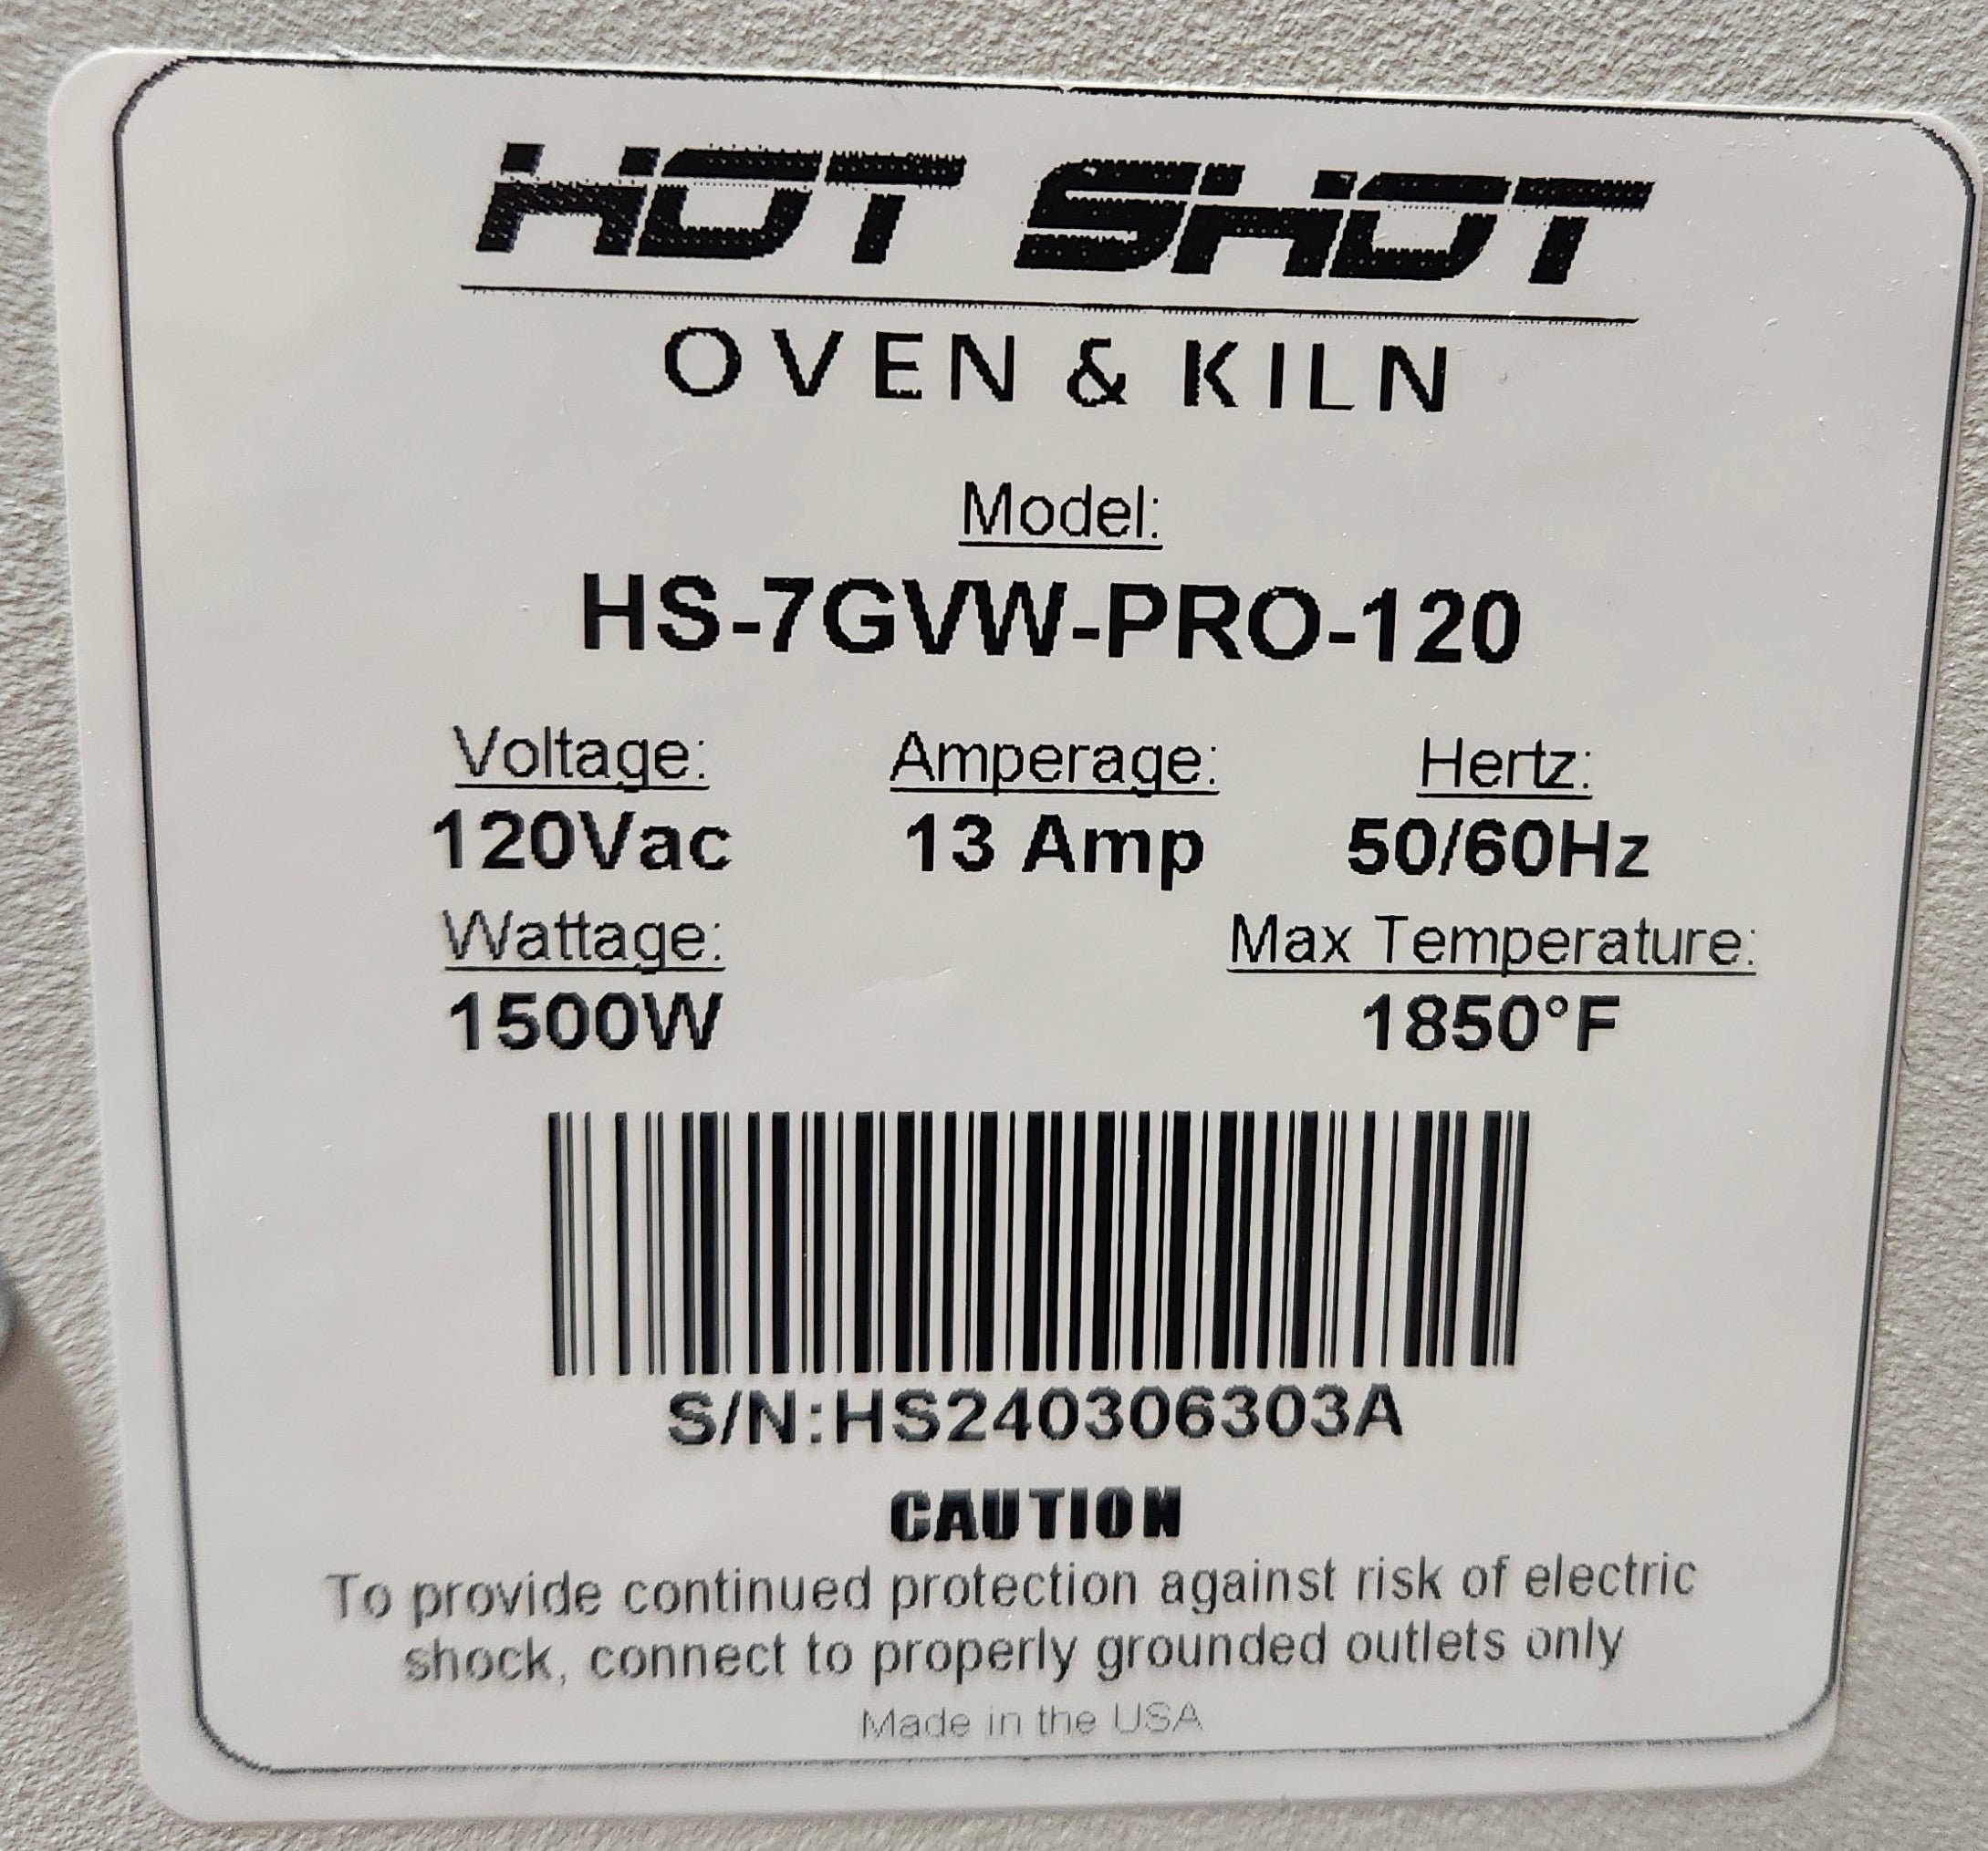 HOT SHOT
OVEN & KILN
Model:
HS-7GVW-PRO-120
Voltage: Amperage: Hertz:
120Vac 13 Amp 50/60Hz
Wattage: Max Temperature:
1500W 1850°F
S/N:HS240306303A
CAUTION
To provide continued protection against risk of electric
shock, connect to properly grounded outlets only
Made in the USA